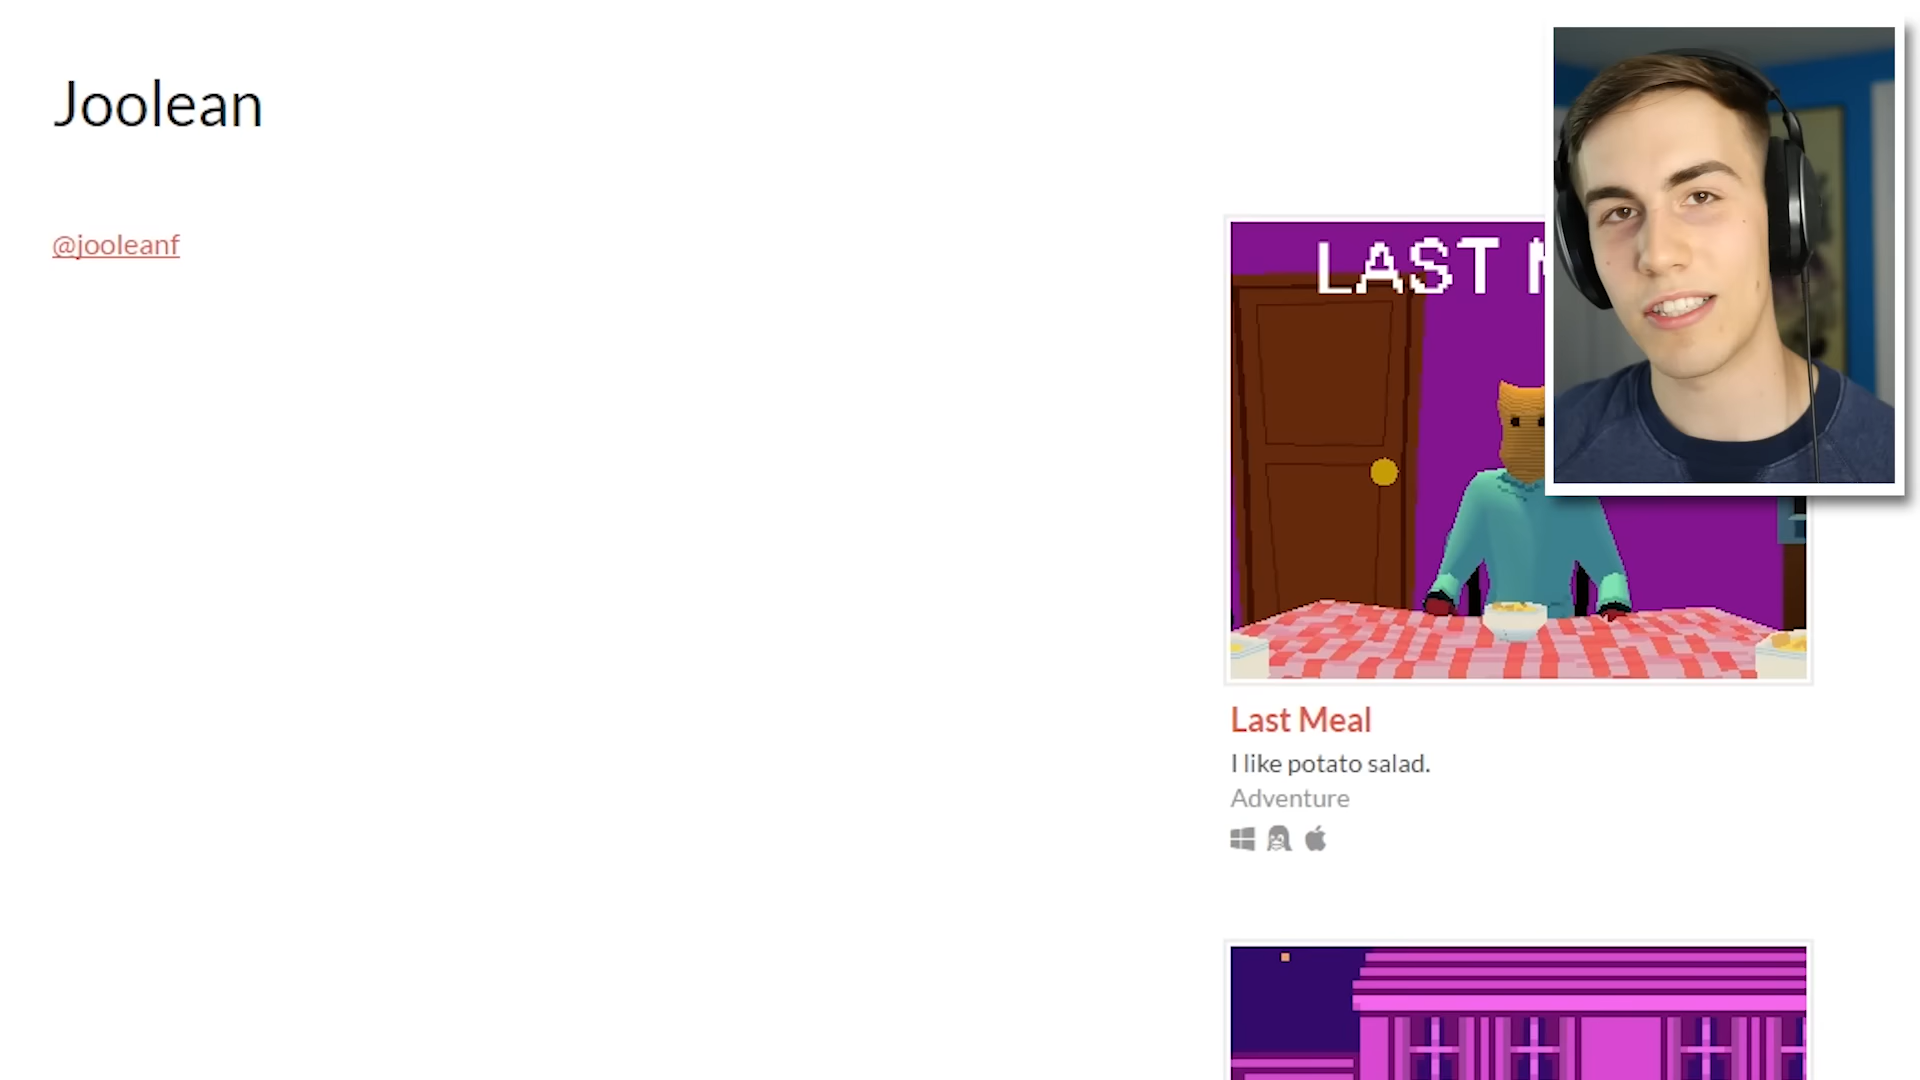 Joolean
@jooleanf
LAST
Last Meal
I like potato salad.
Adventure